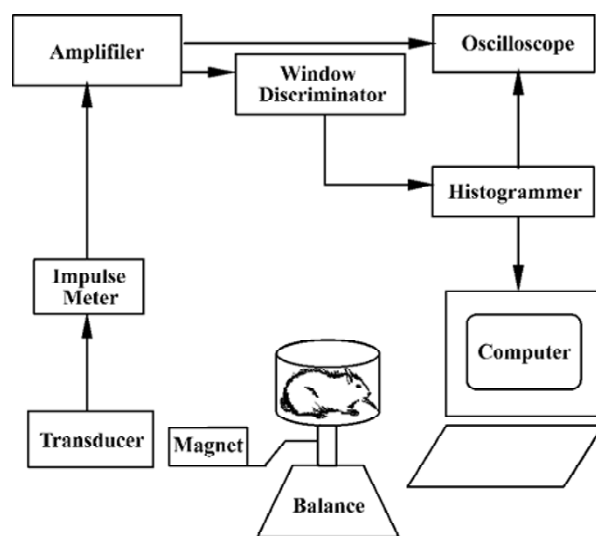 Amplifiler
Oscilloscope
Window
Discriminator
Histogrammer
Impulse
Meter
Computer
Transducer
Magnet
Balance